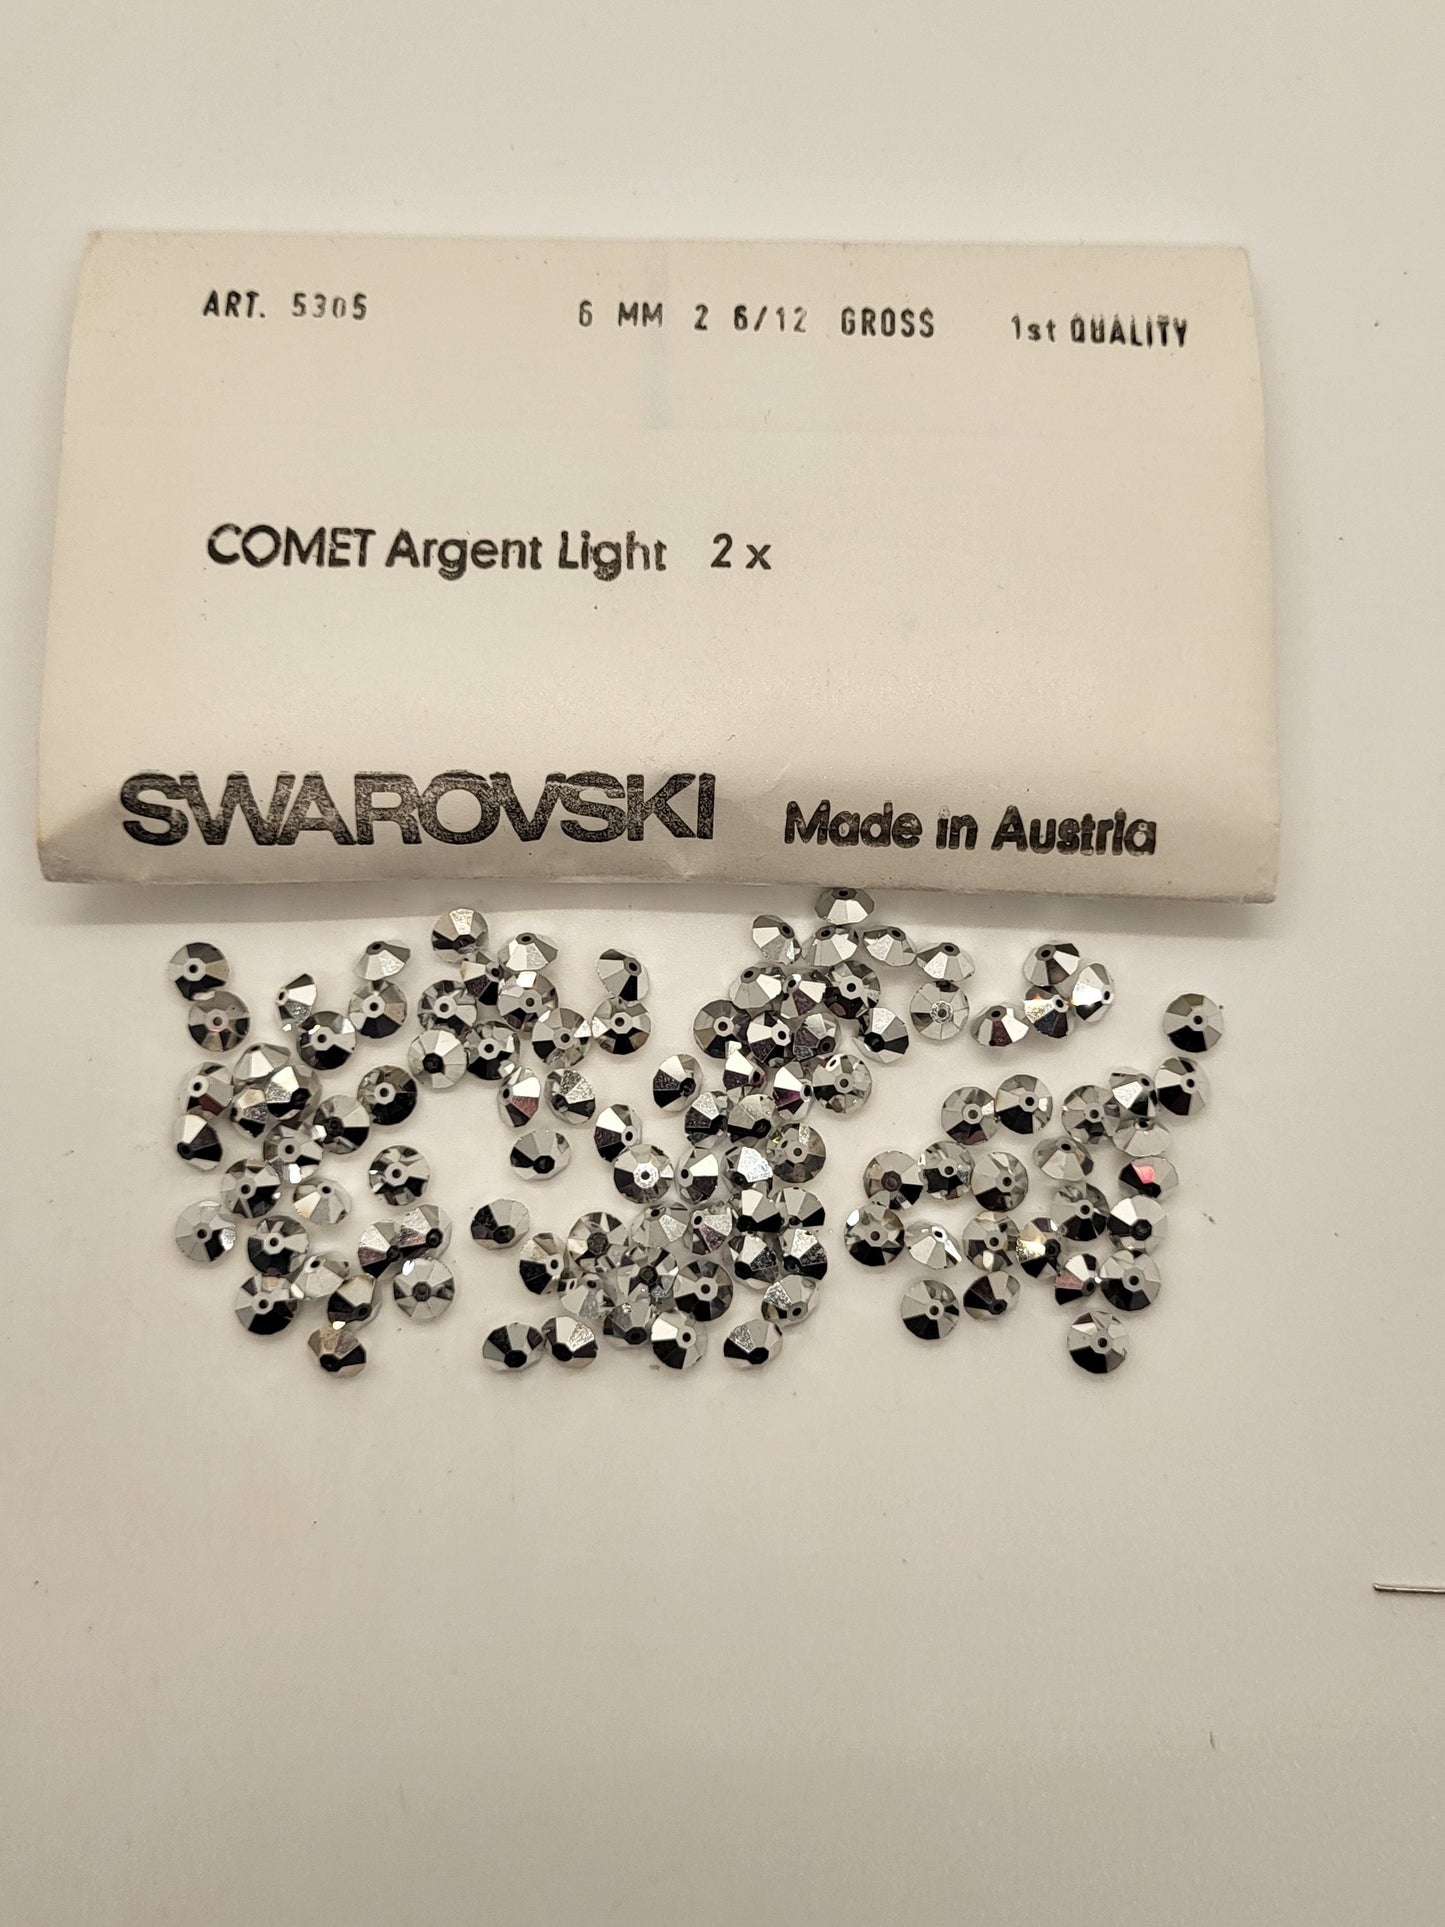 ART. 5305 6 MM 2 6/12 GROSS 1st QUALITY
COMET Argent Light 2 x
SWAROVSKI Made in Austria